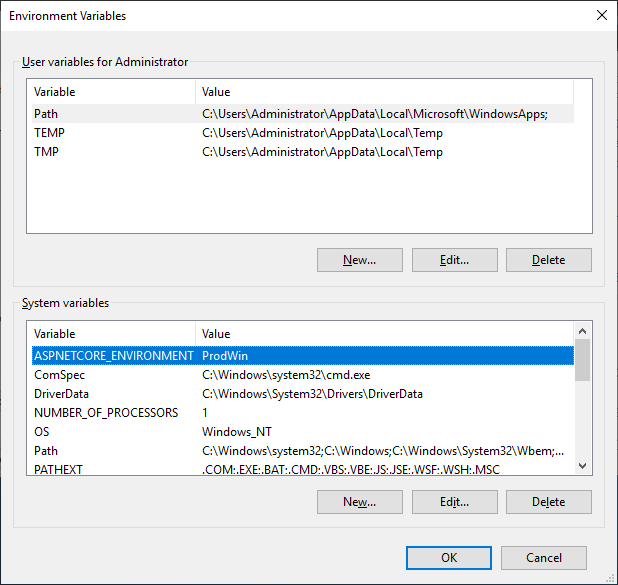 Environment Variables
User variables for Administrator
Variable Value
Path C:\Users\Administrator\AppData\Local\Microsoft\WindowsApps;
TEMP C:\Users\Administrator\AppData\Local\Temp
TMP C:\Users\Administrator\AppData\Local\Temp
New... Edit... Delete
System variables
Variable Value
ASPNETCORE_ENVIRONMENT ProdWin
ComSpec C:\Windows\system32\cmd.exe
DriverData C:\Windows\System32\Drivers\DriverData
NUMBER_OF_PROCESSORS 1
OS Windows_NT
Path C:\Windows\system32;C:\Windows;C:\Windows\System32\Wbem;...
PATHEXT .COM;.EXE;.BAT;.CMD;.VBS;.VBE;.JS;.JSE;.WSF;.WSH;.MSC
New... Edit... Delete
OK Cancel